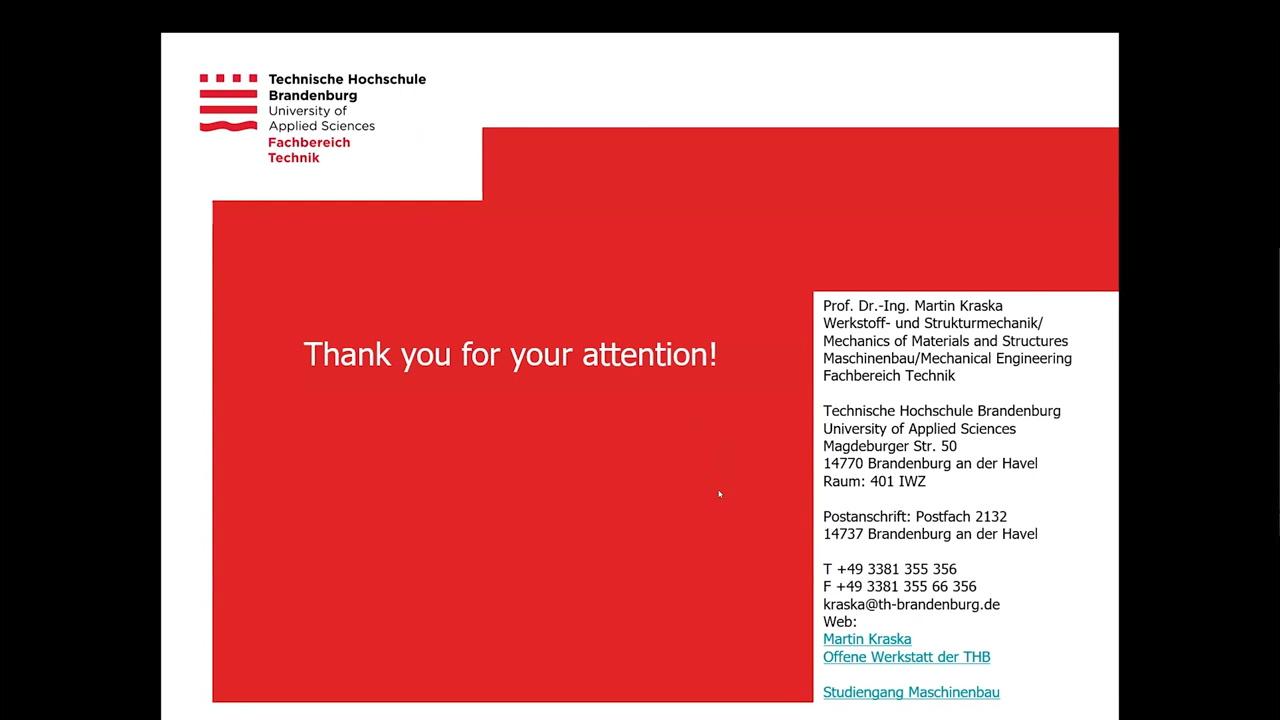 Technische Hochschule
Brandenburg
University of
Applied Sciences
Fachbereich
Technik
Thank you for your attention!
Prof. Dr.-Ing. Martin Kraska
Werkstoff- und Strukturmechanik/
Mechanics of Materials and Structures
Maschinenbau/Mechanical Engineering
Fachbereich Technik
Technische Hochschule Brandenburg
University of Applied Sciences
Magdeburger Str. 50
14770 Brandenburg an der Havel
Raum: 401 IWZ
Postanschrift: Postfach 2132
14737 Brandenburg an der Havel
T +49 3381 355 356
F +49 3381 355 66 356
kraska@th-brandenburg.de
Web:
Martin Kraska
Offene Werkstatt der THB
Studiengang Maschinenbau